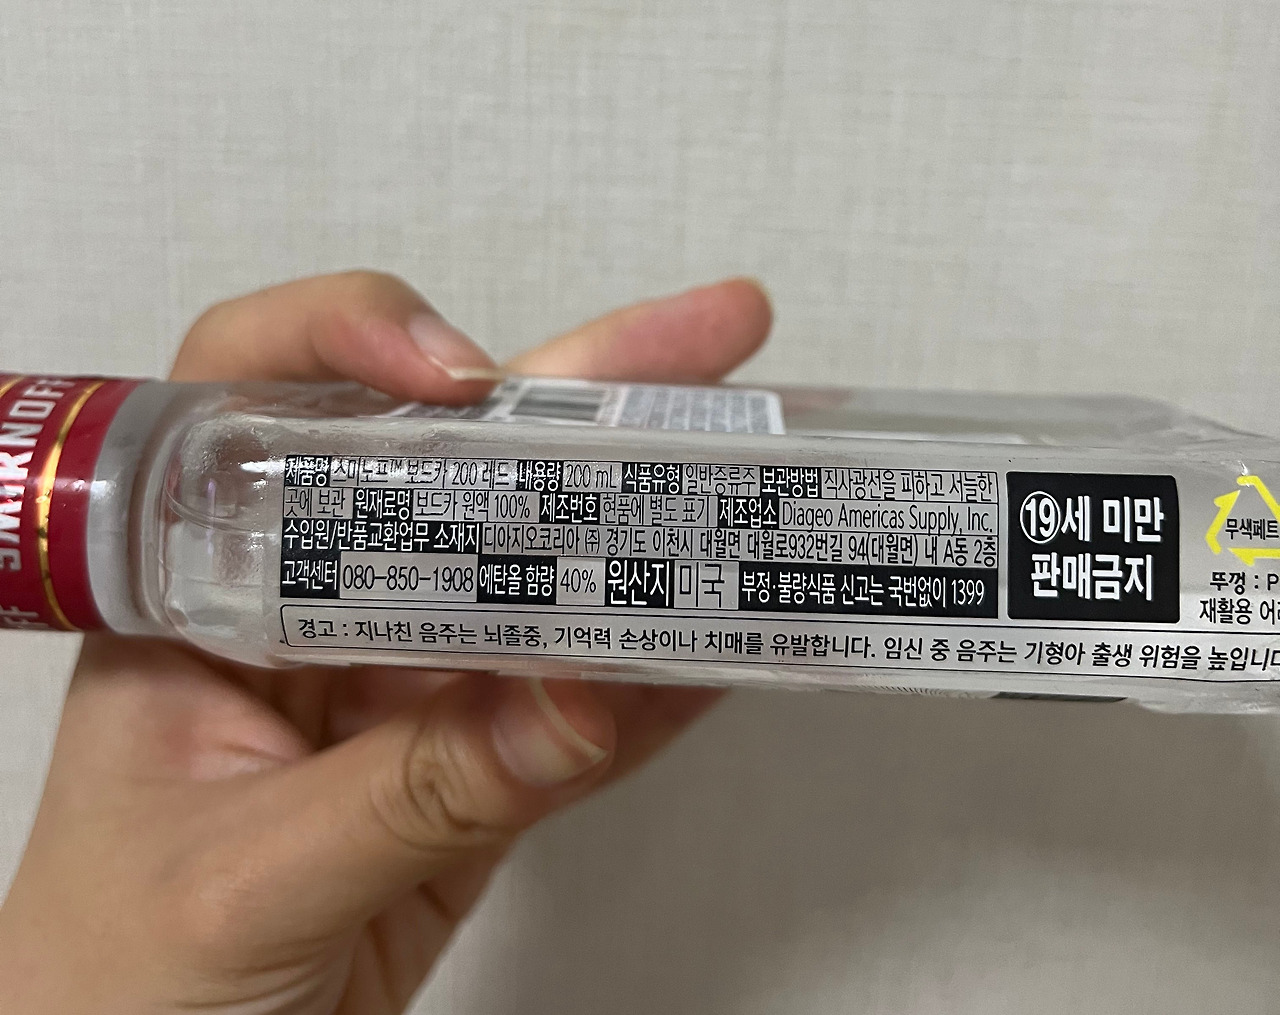 SMIRNOFF
제품명 스미노프™ 보드카 200 레드 내용량 200 mL 식품유형 일반증류주 보관방법 직사광선을 피하고 서늘한
곳에 보관 원재료명 보드카 원액 100% 제조번호 현품에 별도 표기 제조업소 Diageo Americas Supply, Inc.
수입원/반품교환업무 소재지 디아지오코리아 ㈜ 경기도 이천시 대월면 대월로932번길 94(대월면) 내 A동 2층
고객센터 080-850-1908 에탄올 함량 40% 원산지 미국 부정·불량식품 신고는 국번없이 1399
⑲세 미만
판매금지
무색페트
뚜껑 : P
재활용 어려
경고 : 지나친 음주는 뇌졸중, 기억력 손상이나 치매를 유발합니다. 임신 중 음주는 기형아 출생 위험을 높입니다